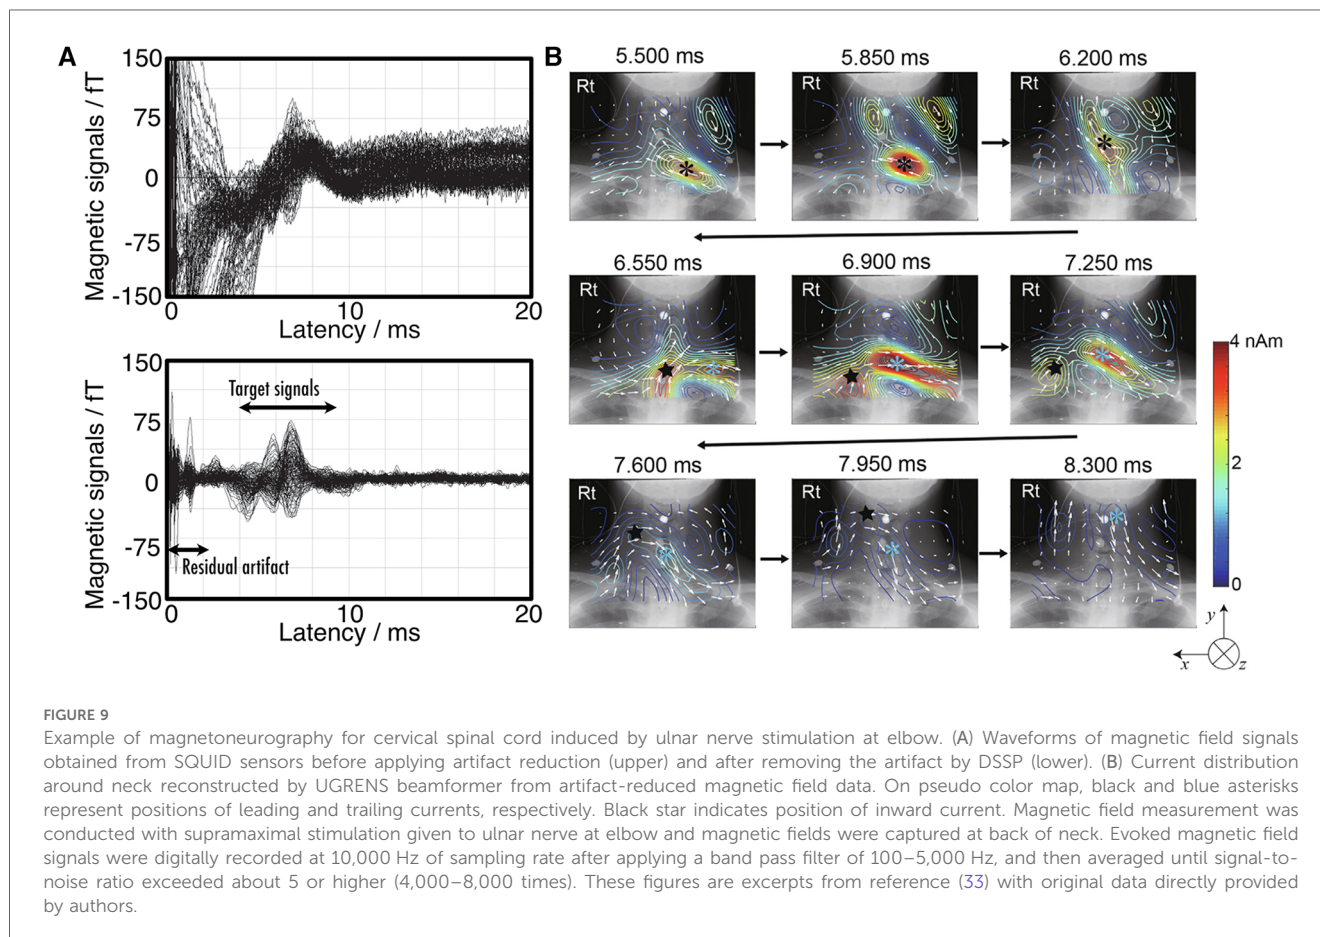 A
150
75
0
-75
-150
Magnetic signals / fT
0
10
20
Latency / ms
150
75
0
-75
-150
Magnetic signals / fT
Target signals
Residual artifact
0
10
20
Latency / ms
B
5.500 ms
5.850 ms
6.200 ms
Rt
Rt
Rt
6.550 ms
6.900 ms
7.250 ms
Rt
Rt
Rt
7.600 ms
7.950 ms
8.300 ms
Rt
Rt
Rt
4 nAm
2
0
y
x
z
FIGURE 9
Example of magnetoneurography for cervical spinal cord induced by ulnar nerve stimulation at elbow. (A) Waveforms of magnetic field signals
obtained from SQUID sensors before applying artifact reduction (upper) and after removing the artifact by DSSP (lower). (B) Current distribution
around neck reconstructed by UGRENS beamformer from artifact-reduced magnetic field data. On pseudo color map, black and blue asterisks
represent positions of leading and trailing currents, respectively. Black star indicates position of inward current. Magnetic field measurement was
conducted with supramaximal stimulation given to ulnar nerve at elbow and magnetic fields were captured at back of neck. Evoked magnetic field
signals were digitally recorded at 10,000 Hz of sampling rate after applying a band pass filter of 100–5,000 Hz, and then averaged until signal-to-
noise ratio exceeded about 5 or higher (4,000–8,000 times). These figures are excerpts from reference (33) with original data directly provided
by authors.